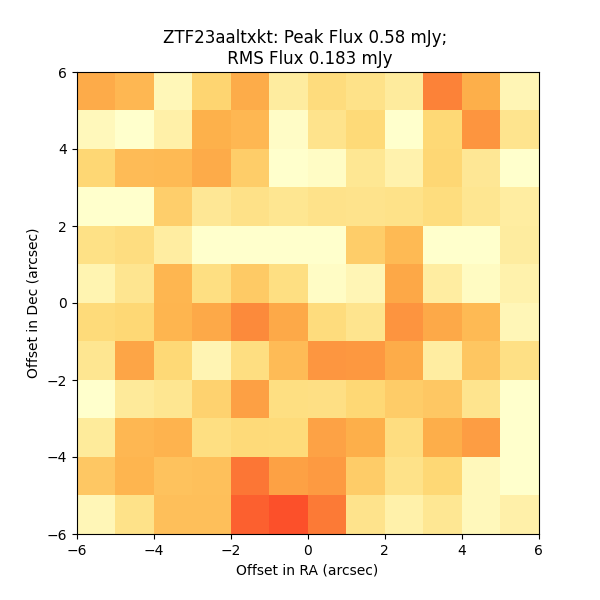 ZTF23aaltxkt: Peak Flux 0.58 mJy;
RMS Flux 0.183 mJy
6
4
2
0
−2
−4
−6
Offset in Dec (arcsec)
−6 −4 −2 0 2 4 6
Offset in RA (arcsec)